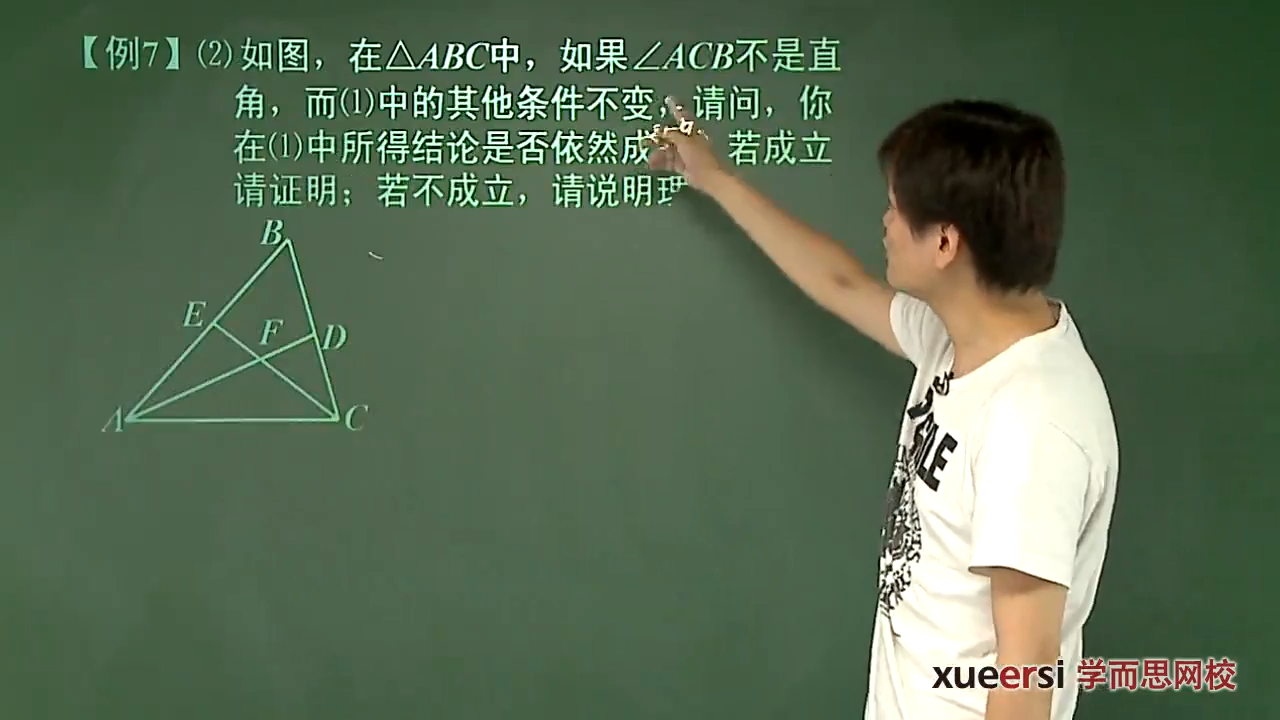 【例7】(2)如图，在△ABC中，如果∠ACB不是直
角，而(1)中的其他条件不变，请问，你
在(1)中所得结论是否依然成 若成立
请证明；若不成立，请说明理
B
E
F
D
A
C
xueersi 学而思网校